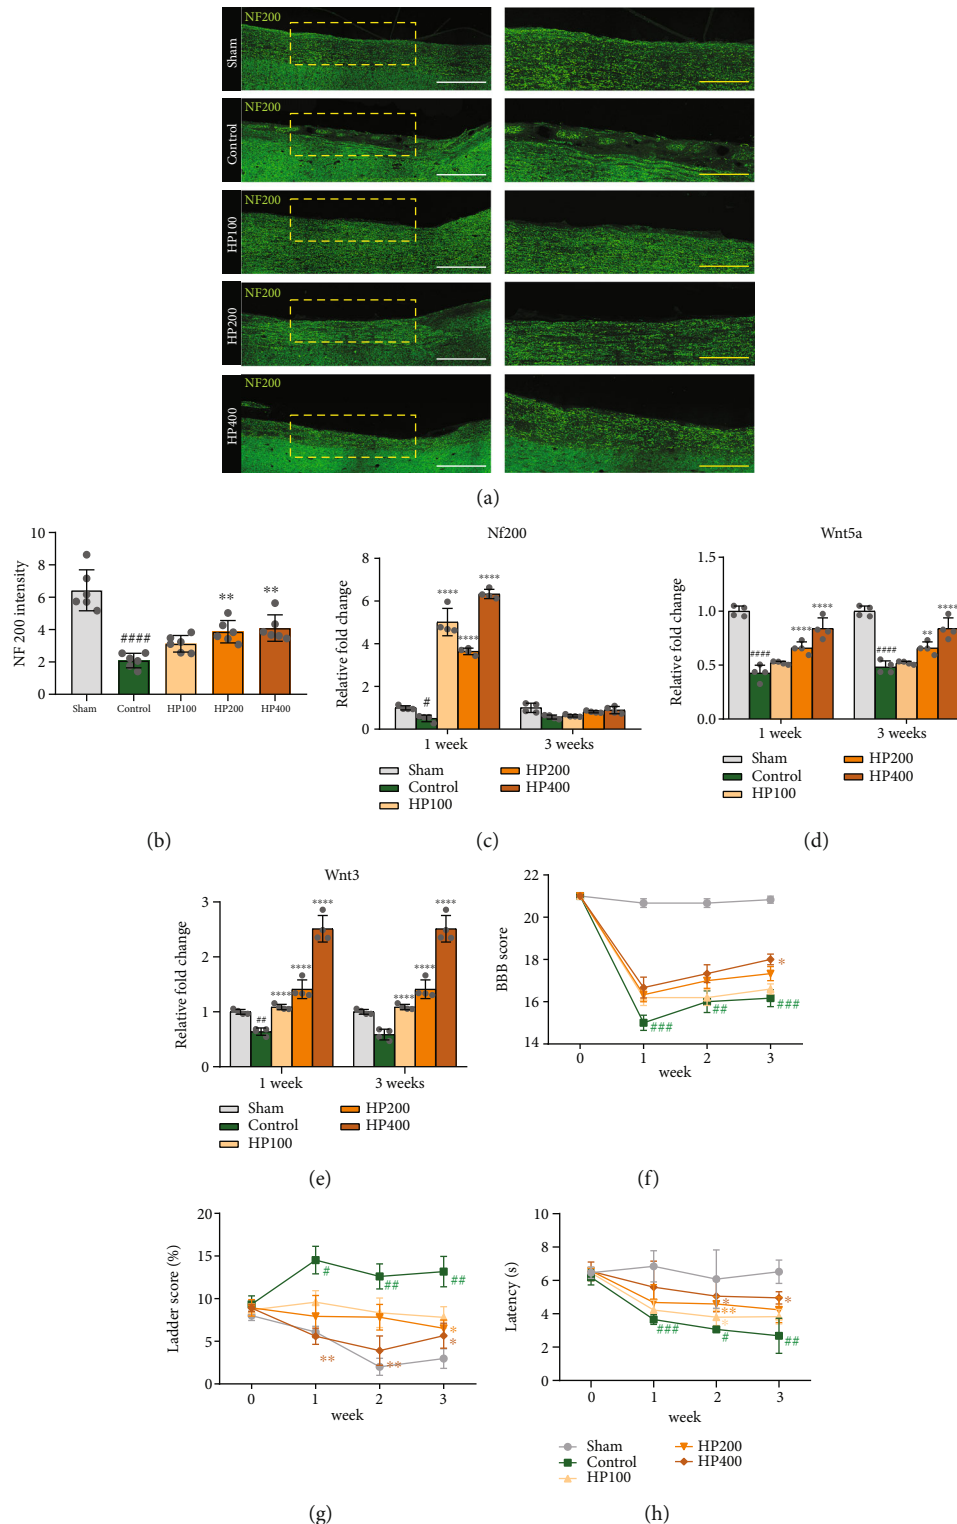 NF200
Sham
NF200
Control
NF200
HP100
NF200
HP200
NF200
HP400
(a)
10
8
6
4
2
0
NF 200 intensity
####
**
**
Sham Control HP100 HP200 HP400
(b)
Nf200
8
6
4
2
0
Relative fold change
#
****
****
****
1 week 3 weeks
Sham HP200
Control HP400
HP100
(c)
Wnt5a
1.5
1.0
0.5
0.0
Relative fold change
####
****
****
####
**
****
1 week 3 weeks
Sham HP200
Control HP400
HP100
(d)
Wnt3
3
2
1
0
Relative fold change
##
****
****
****
****
****
****
1 week 3 weeks
Sham HP200
Control HP400
HP100
(e)
22
20
18
16
14
BBB score
*
###
##
###
0 1 2 3
week
(f)
20
15
10
5
0
Ladder score (%)
#
##
##
*
*
**
**
0 1 2 3
week
(g)
10
8
6
4
2
0
Latency (s)
*
*
**
*
###
#
##
0 1 2 3
week
Sham HP200
Control HP400
HP100
(h)